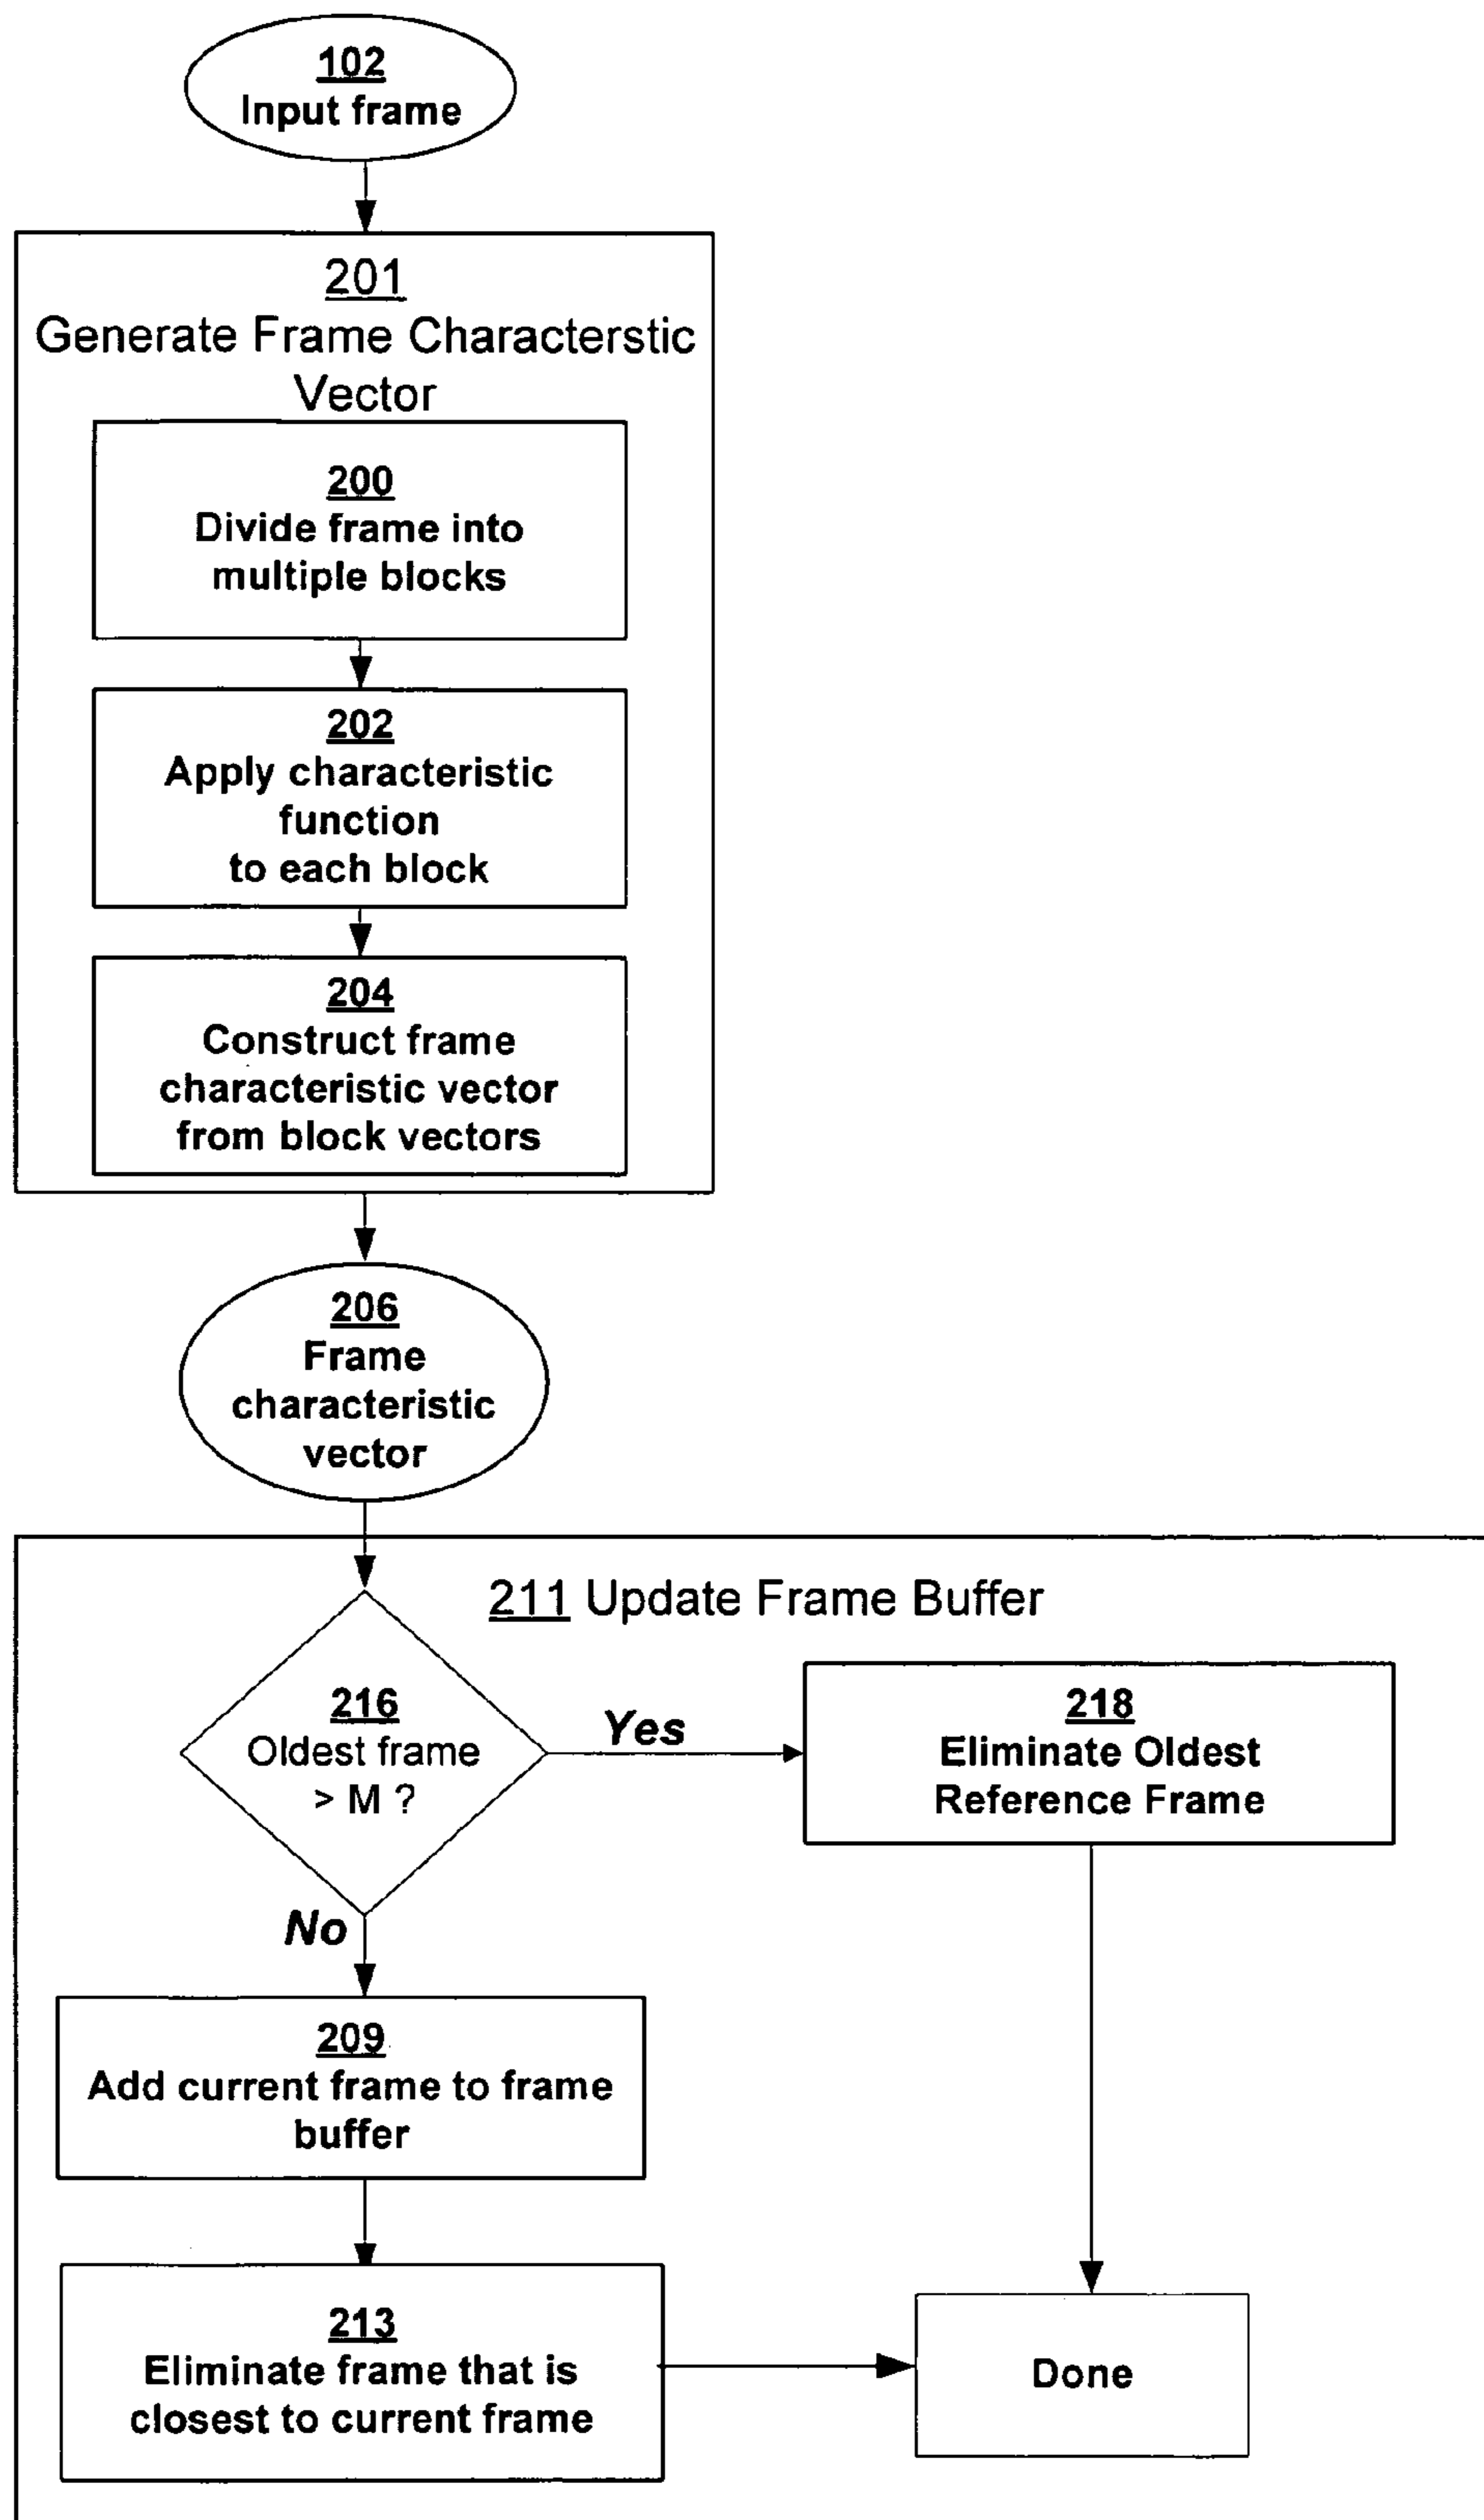 102
Input frame
201
Generate Frame Characterstic
Vector
200
Divide frame into
multiple blocks
202
Apply characteristic
function
to each block
204
Construct frame
characteristic vector
from block vectors
206
Frame
characteristic
vector
211 Update Frame Buffer
216
Oldest frame
> M ?
Yes
218
Eliminate Oldest
Reference Frame
No
209
Add current frame to frame
buffer
213
Eliminate frame that is
closest to current frame
Done